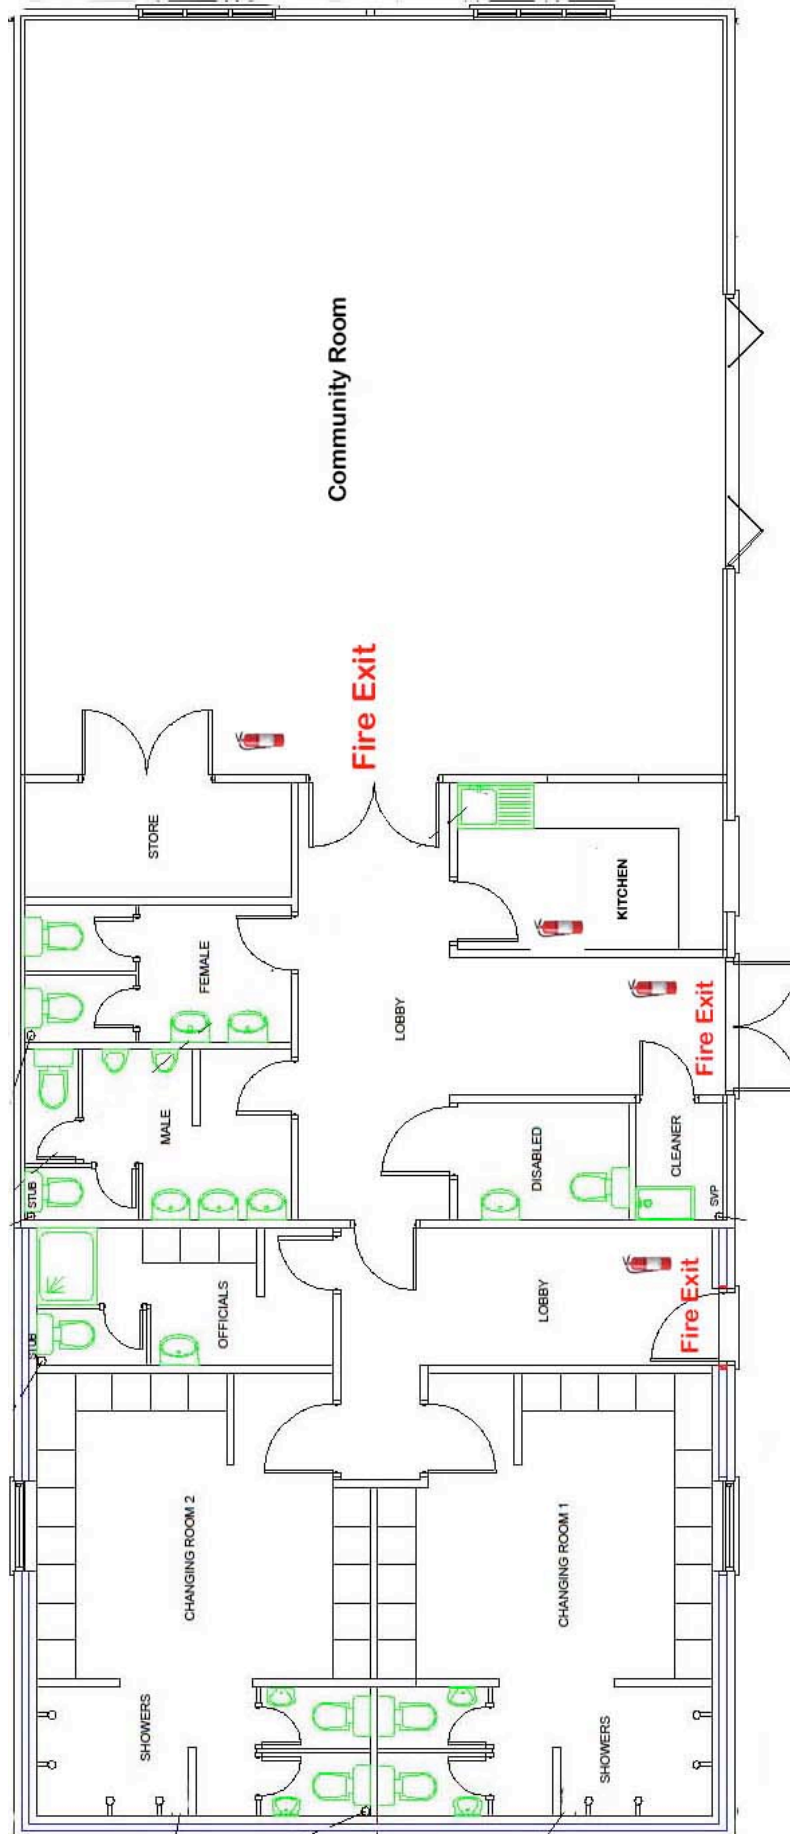 Community Room
Fire Exit
STORE
KITCHEN
FEMALE
LOBBY
Fire Exit
MALE
DISABLED
CLEANER
STUB
SVP
OFFICIALS
LOBBY
Fire Exit
STUB
CHANGING ROOM 2
CHANGING ROOM 1
SHOWERS
SHOWERS